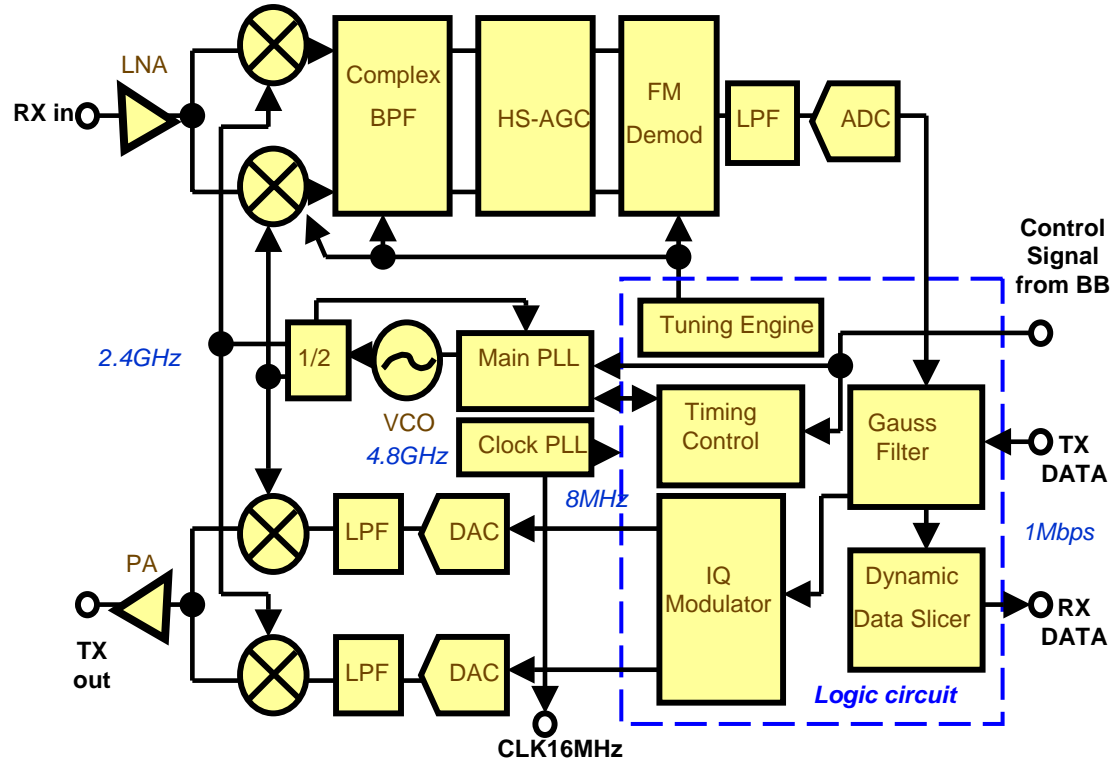 LNA
RX in
Complex
BPF
HS-AGC
FM
Demod
LPF
ADC
Control
Signal
from BB
Tuning Engine
2.4GHz
1/2
VCO
Main PLL
4.8GHz
Clock PLL
Timing
Control
Gauss
Filter
TX
DATA
8MHz
1Mbps
PA
LPF
DAC
IQ
Modulator
Dynamic
Data Slicer
RX
DATA
TX
out
LPF
DAC
Logic circuit
CLK16MHz